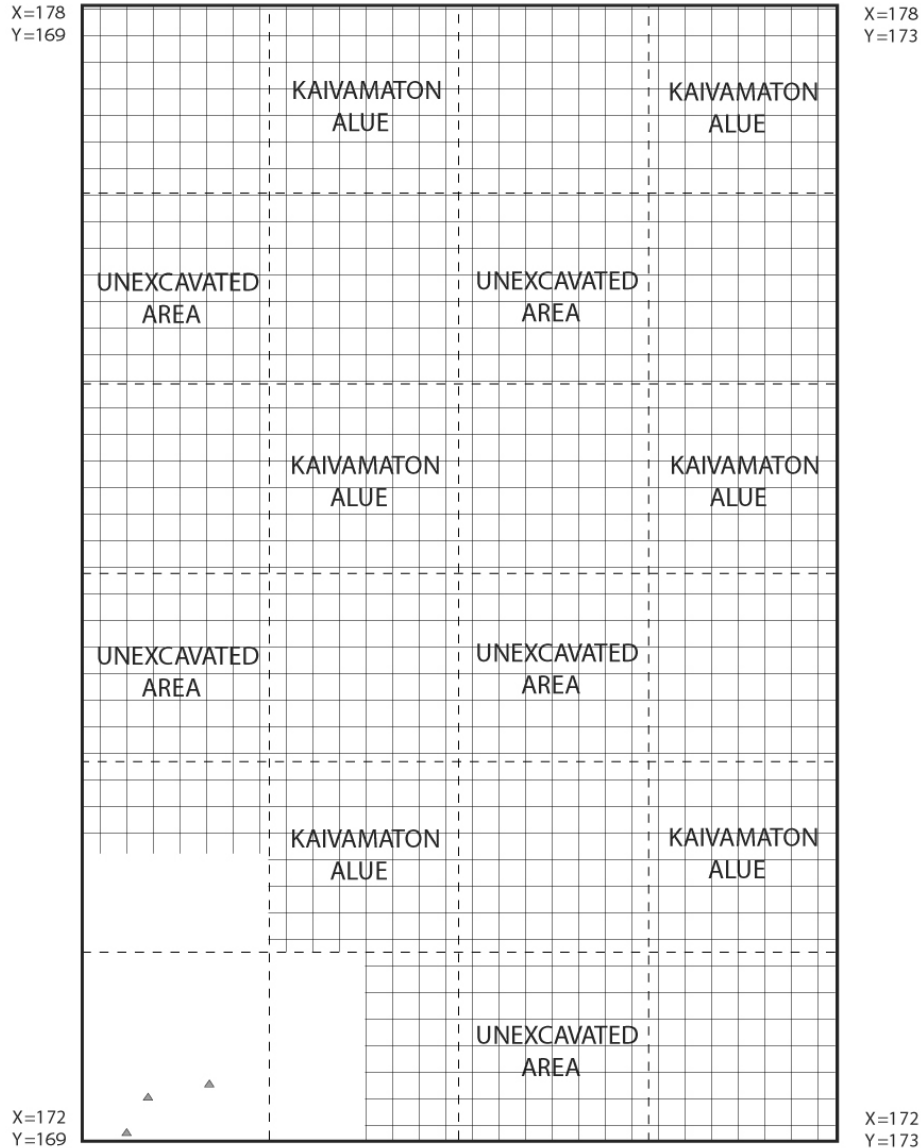 X=178
Y=169
X=178
Y=173
KAIVAMATON
ALUE
KAIVAMATON
ALUE
UNEXCAVATED
AREA
UNEXCAVATED
AREA
KAIVAMATON
ALUE
KAIVAMATON
ALUE
UNEXCAVATED
AREA
UNEXCAVATED
AREA
KAIVAMATON
ALUE
KAIVAMATON
ALUE
UNEXCAVATED
AREA
X=172
Y=169
X=172
Y=173